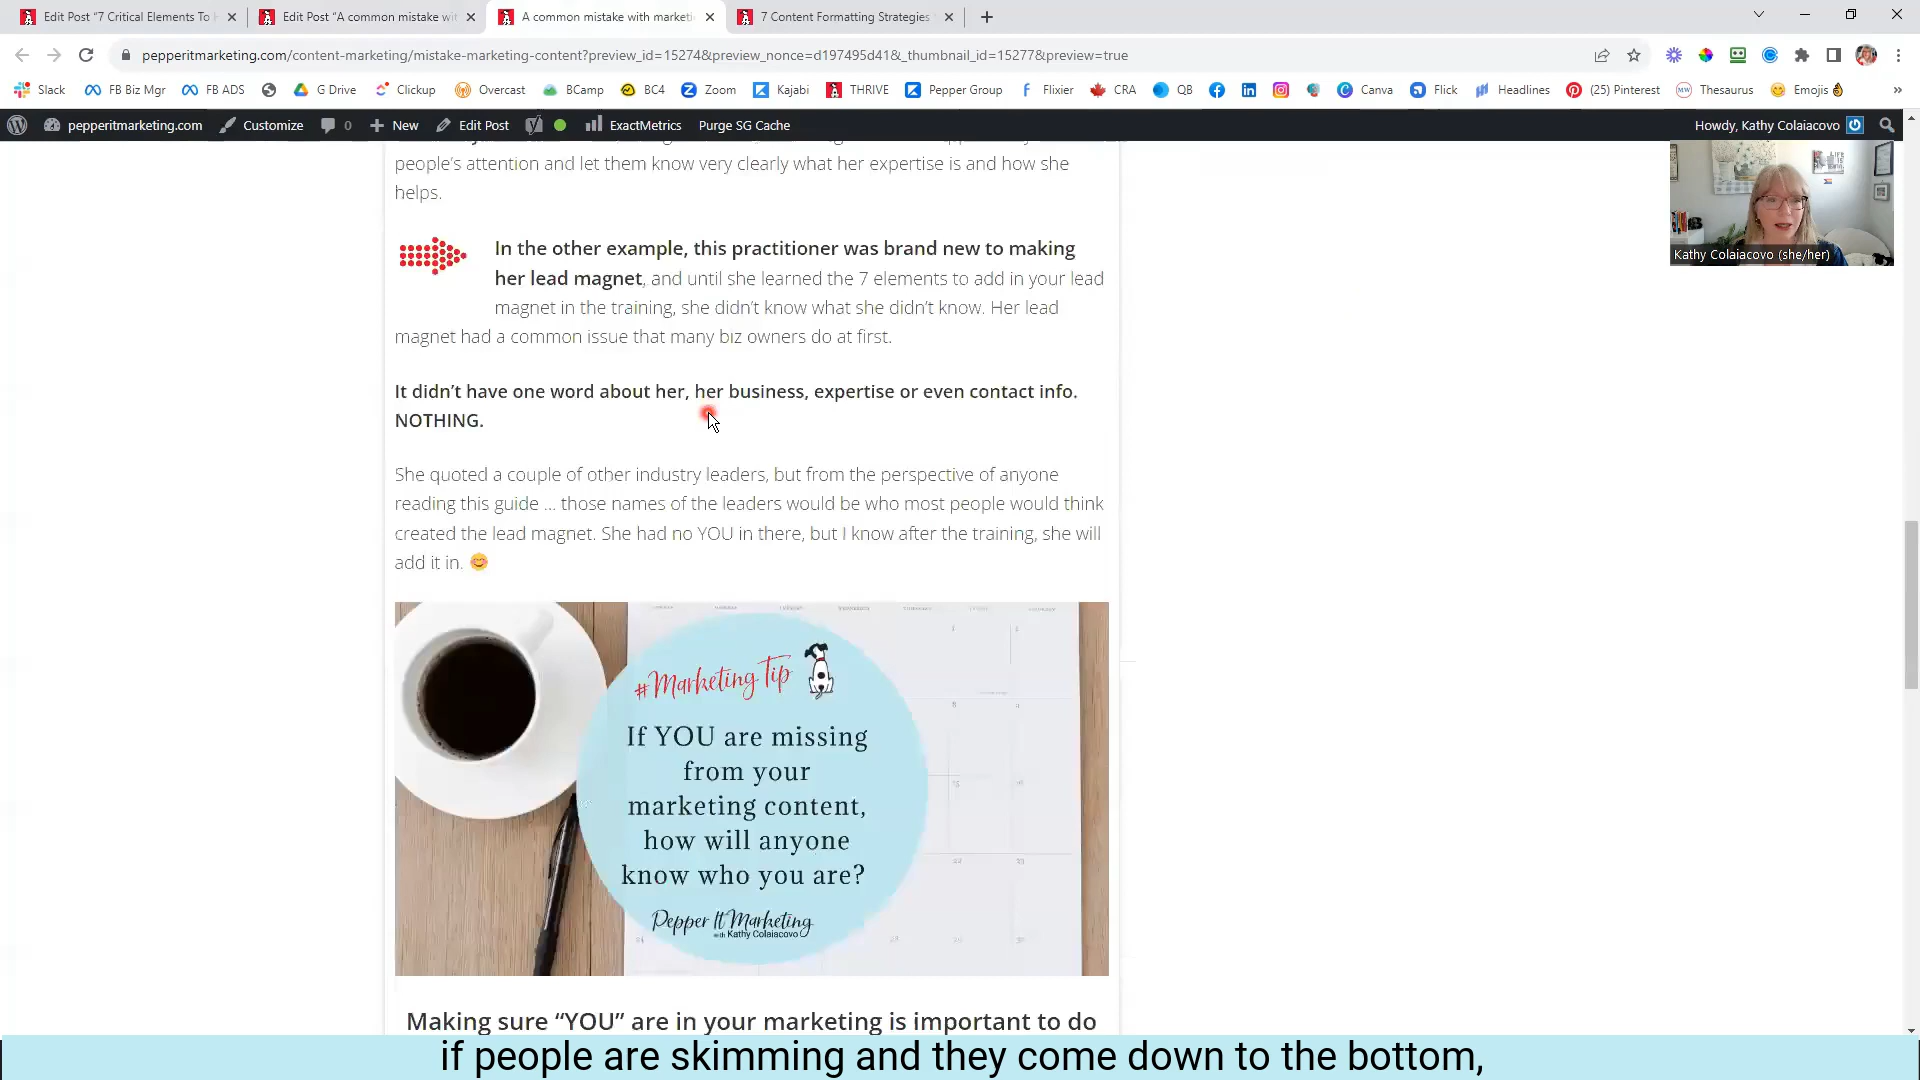 Edit Post "7 Critical Elements To H
Edit Post "A common mistake wit
A common mistake with marketi
7 Content Formatting Strategies
pepperitmarketing.com/content-marketing/mistake-marketing-content?preview_id=15274&preview_nonce=d197495d41&_thumbnail_id=15277&preview=true
Slack
FB Biz Mgr
FB ADS
G Drive
Clickup
Overcast
BCamp
BC4
Zoom
Kajabi
THRIVE
Pepper Group
Flixier
CRA
QB
Canva
Flick
Headlines
(25) Pinterest
Thesaurus
Emojis
pepperitmarketing.com
Customize
0
New
Edit Post
ExactMetrics
Purge SG Cache
Howdy, Kathy Colaiacovo
people's attention and let them know very clearly what her expertise is and how she
helps.
Kathy Colaiacovo (she/her)
In the other example, this practitioner was brand new to making
her lead magnet, and until she learned the 7 elements to add in your lead
magnet in the training, she didn't know what she didn't know. Her lead
magnet had a common issue that many biz owners do at first.
It didn't have one word about her, her business, expertise or even contact info.
NOTHING.
She quoted a couple of other industry leaders, but from the perspective of anyone
reading this guide ... those names of the leaders would be who most people would think
created the lead magnet. She had no YOU in there, but I know after the training, she will
add it in. 😊
#Marketing Tip
If YOU are missing
from your
marketing content,
how will anyone
know who you are?
Pepper It Marketing
with Kathy Colaiacovo
Making sure "YOU" are in your marketing is important to do
if people are skimming and they come down to the bottom,